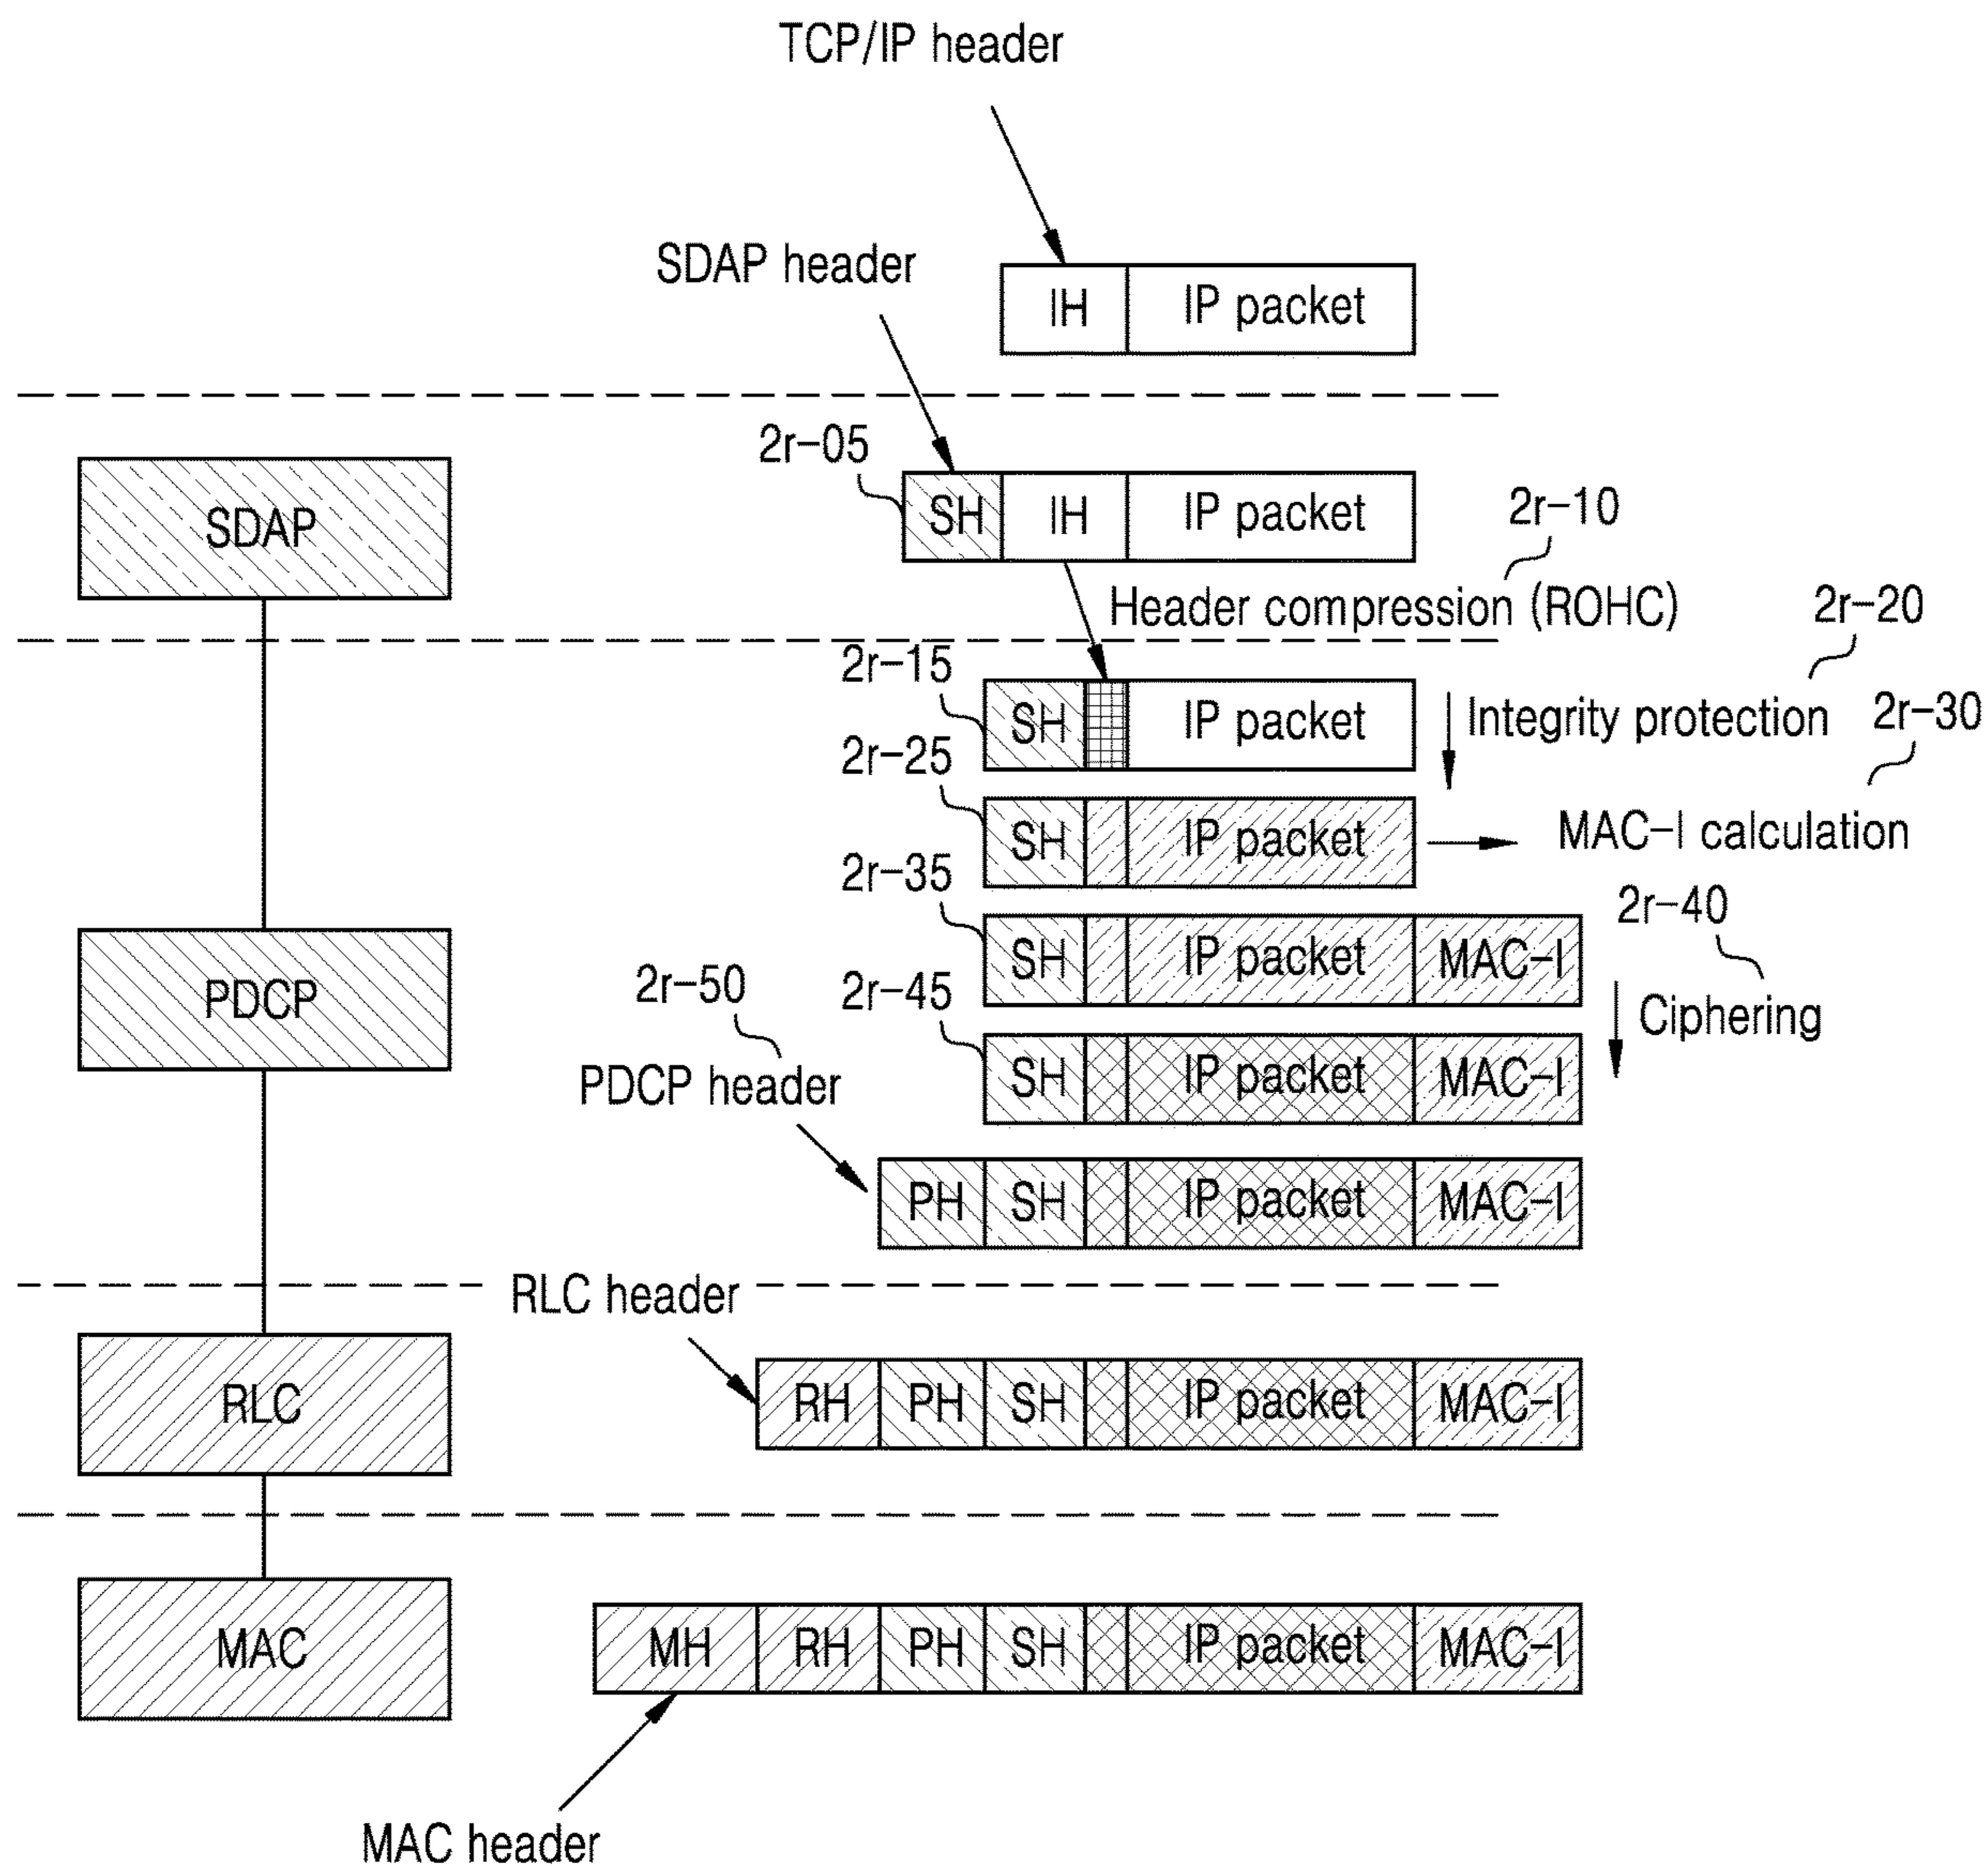 TCP/IP header
SDAP header
IH IP packet
2r-05
SDAP
SH IH IP packet
2r-10
Header compression (ROHC)
2r-20
2r-15
SH IP packet
Integrity protection
2r-30
2r-25
SH IP packet
MAC-I calculation
2r-35
2r-40
PDCP
SH IP packet MAC-I
2r-50
2r-45
Ciphering
PDCP header
SH IP packet MAC-I
PH SH IP packet MAC-I
RLC header
RLC
RH PH SH IP packet MAC-I
MAC
MH RH PH SH IP packet MAC-I
MAC header